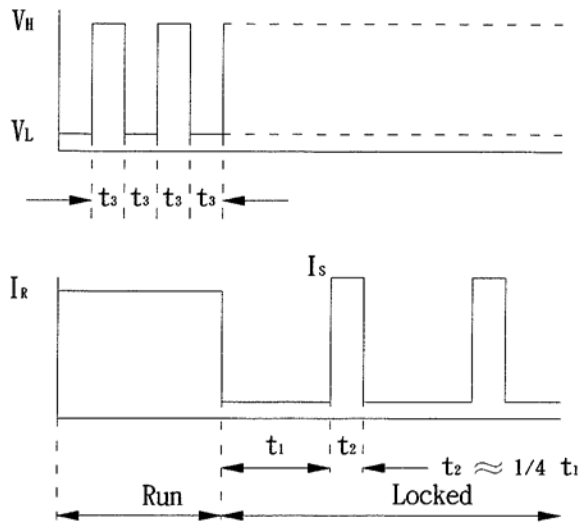 VH
VL
t3 t3 t3 t3
IR
IS
t1 t2 t2 ≈ 1/4 t1
Run Locked